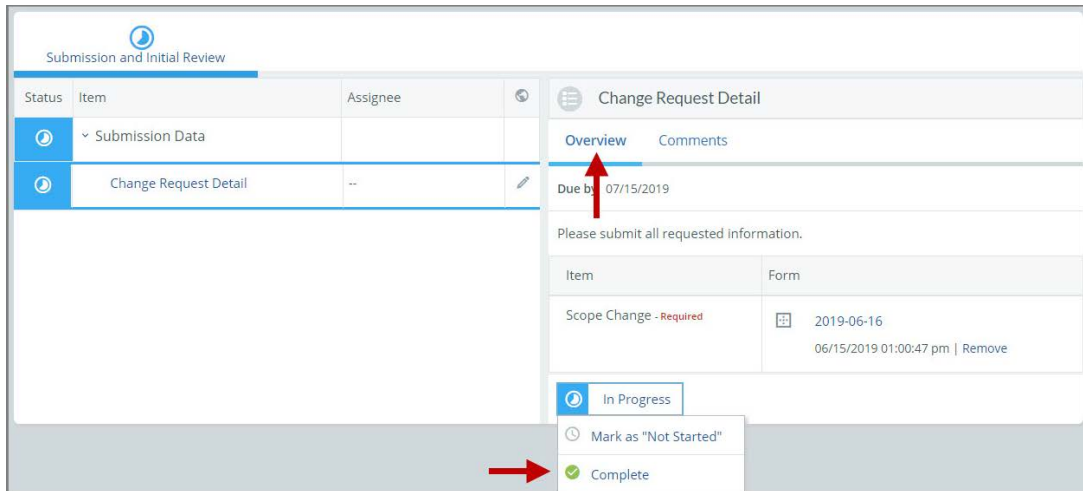 Submission and Initial Review
Status Item Assignee
Submission Data
Change Request Detail --
Change Request Detail
Overview Comments
Due by 07/15/2019
Please submit all requested information.
Item Form
Scope Change - Required 2019-06-16
06/15/2019 01:00:47 pm | Remove
In Progress
Mark as "Not Started"
Complete